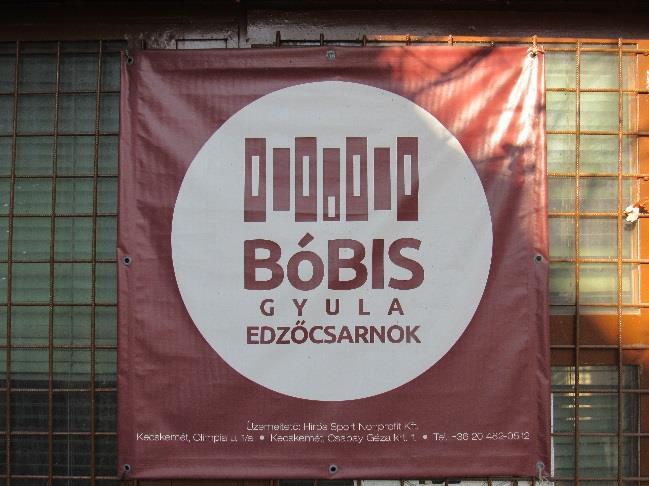 BóBIS
GYULA
EDZŐCSARNOK
Üzemeltető: Hírös Sport Nonprofit Kft.
Kecskemét, Olimpia u. 1/a • Kecskemét, Csabay Géza krt. 1. • Tel. +36 20 482-0512